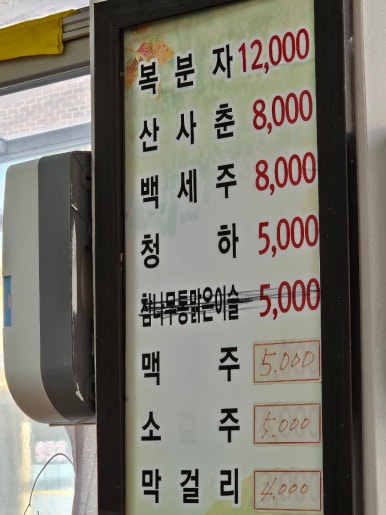 복분자 12,000
산사춘 8,000
백세주 8,000
청하 5,000
참나무통맑은이슬 5,000
맥주 5.000
소주 5.000
막걸리 4.000